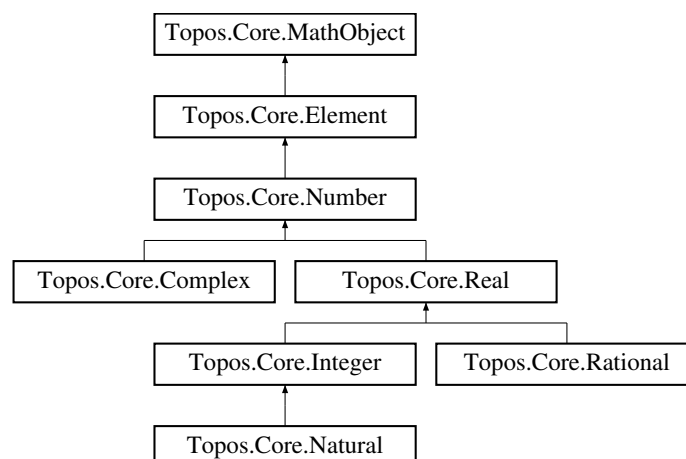 Topos.Core.MathObject
Topos.Core.Element
Topos.Core.Number
Topos.Core.Complex
Topos.Core.Real
Topos.Core.Integer
Topos.Core.Rational
Topos.Core.Natural